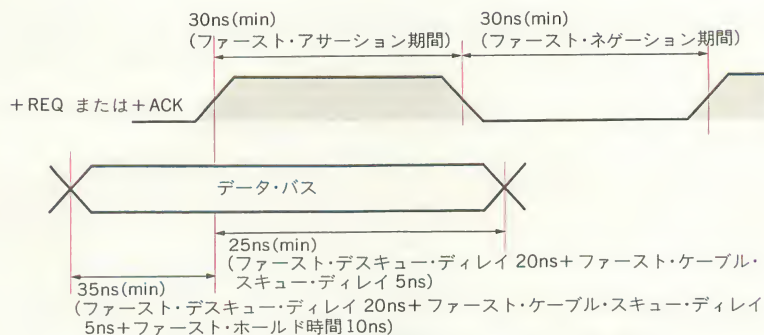 30ns(min)
(ファースト・アサーション期間)
30ns(min)
(ファースト・ネゲーション期間)
+REQ または+ACK
データ・バス
25ns(min)
(ファースト・デスキュー・ディレイ 20ns+ファースト・ケーブル・
スキュー・ディレイ 5ns)
35ns(min)
(ファースト・デスキュー・ディレイ 20ns+ファースト・ケーブル・スキュー・ディレイ
5ns+ファースト・ホールド時間 10ns)